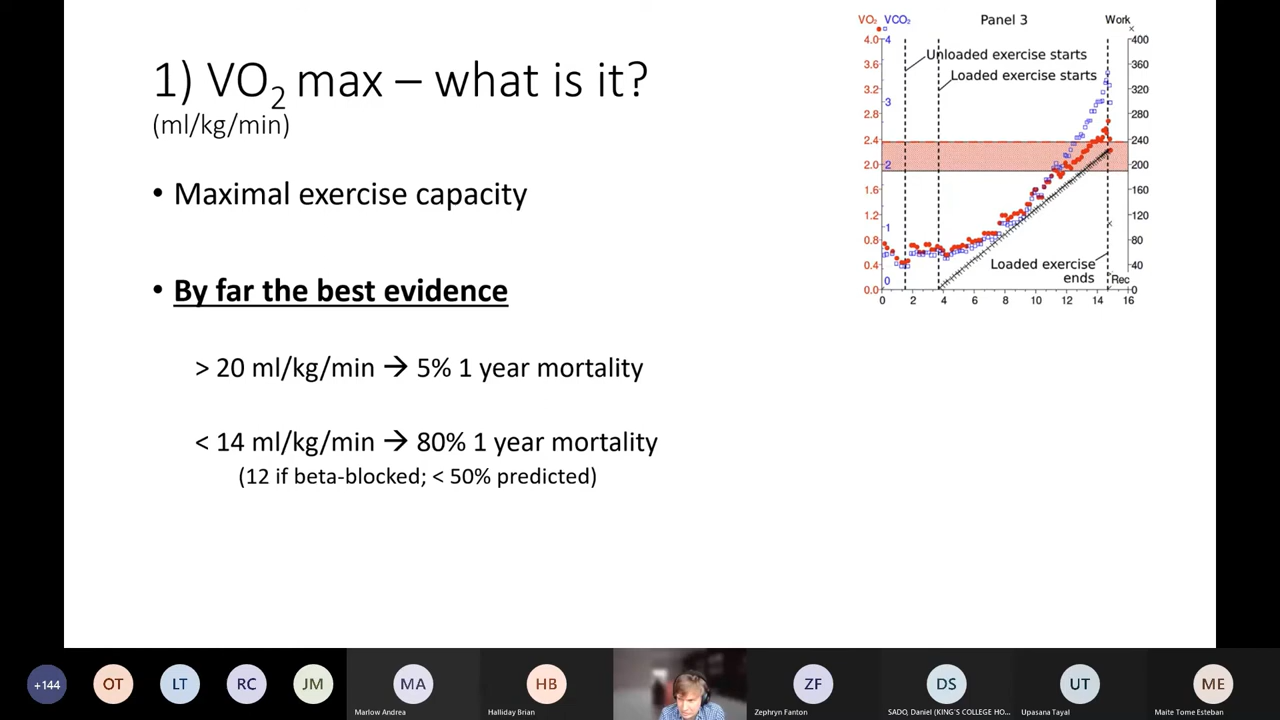 1) VO₂ max – what is it?
(ml/kg/min)
• Maximal exercise capacity
• By far the best evidence
> 20 ml/kg/min → 5% 1 year mortality
< 14 ml/kg/min → 80% 1 year mortality
(12 if beta-blocked; < 50% predicted)
VO₂ VCO₂ Panel 3 Work
Unloaded exercise starts
Loaded exercise starts
Loaded exercise
ends
Rec
4.0
3.6
3.2
2.8
2.4
2.0
1.6
1.2
0.8
0.4
0.0
4
3
2
1
0
400
360
320
280
240
200
160
120
80
40
0
0 2 4 6 8 10 12 14 16
+144 OT LT RC JM MA HB ZF DS UT ME
Marlow Andrea
Halliday Brian
Zephryn Fanton
SADO, Daniel (KING'S COLLEGE HO...
Upasana Tayal
Maite Tome Esteban